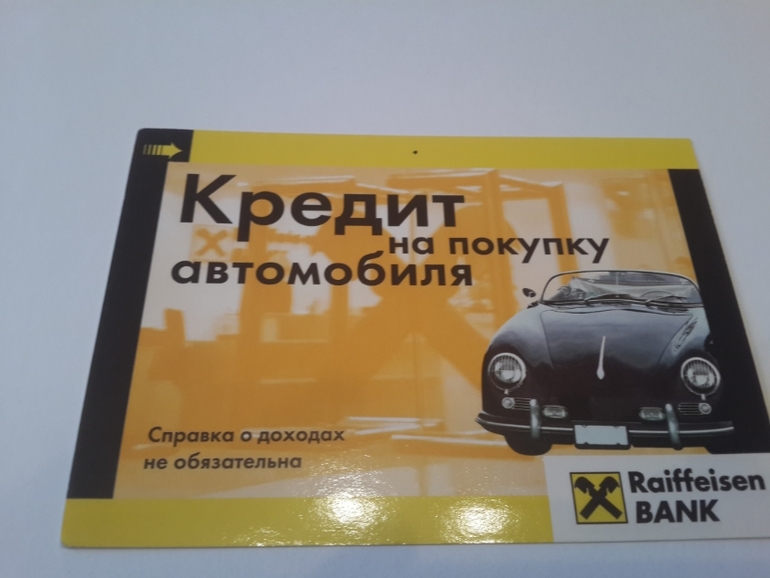 Кредит
на покупку
автомобиля
Справка о доходах
не обязательна
Raiffeisen
BANK